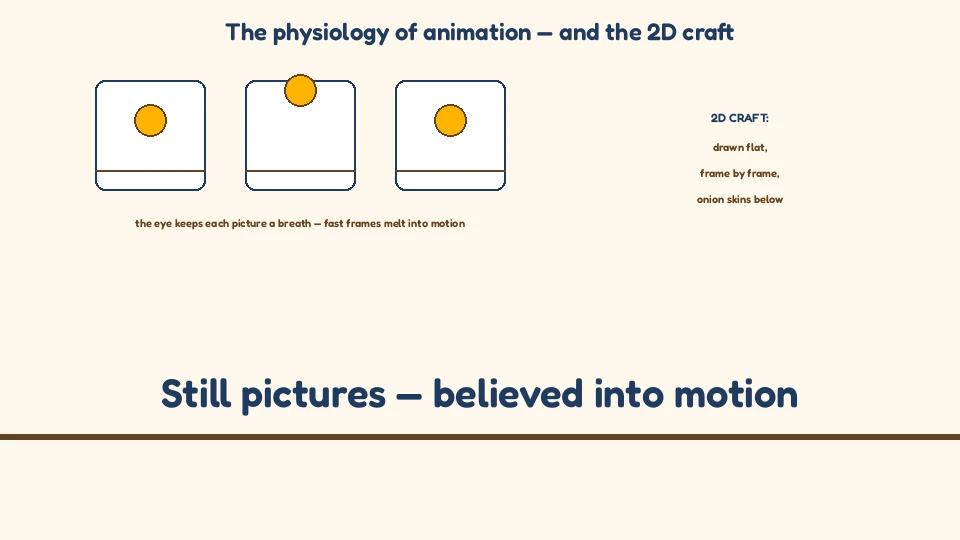 The physiology of animation — and the 2D craft
2D CRAFT:
drawn flat,
frame by frame,
onion skins below
the eye keeps each picture a breath — fast frames melt into motion
Still pictures — believed into motion